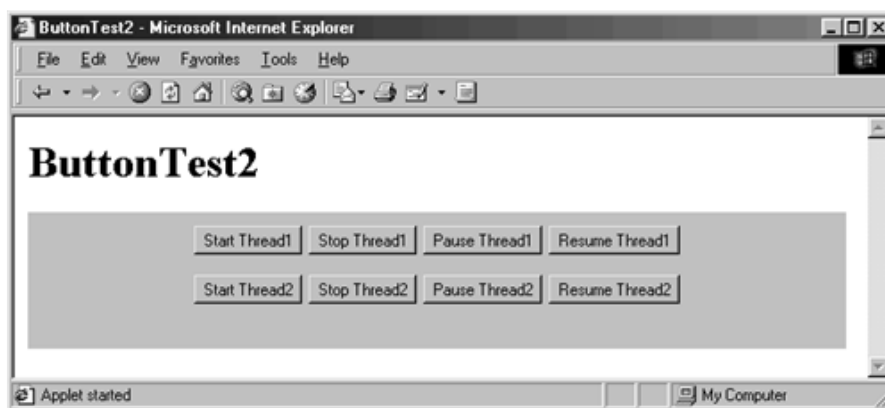 ButtonTest2 - Microsoft Internet Explorer
File Edit View Favorites Tools Help
ButtonTest2
Start Thread1 Stop Thread1 Pause Thread1 Resume Thread1
Start Thread2 Stop Thread2 Pause Thread2 Resume Thread2
Applet started My Computer